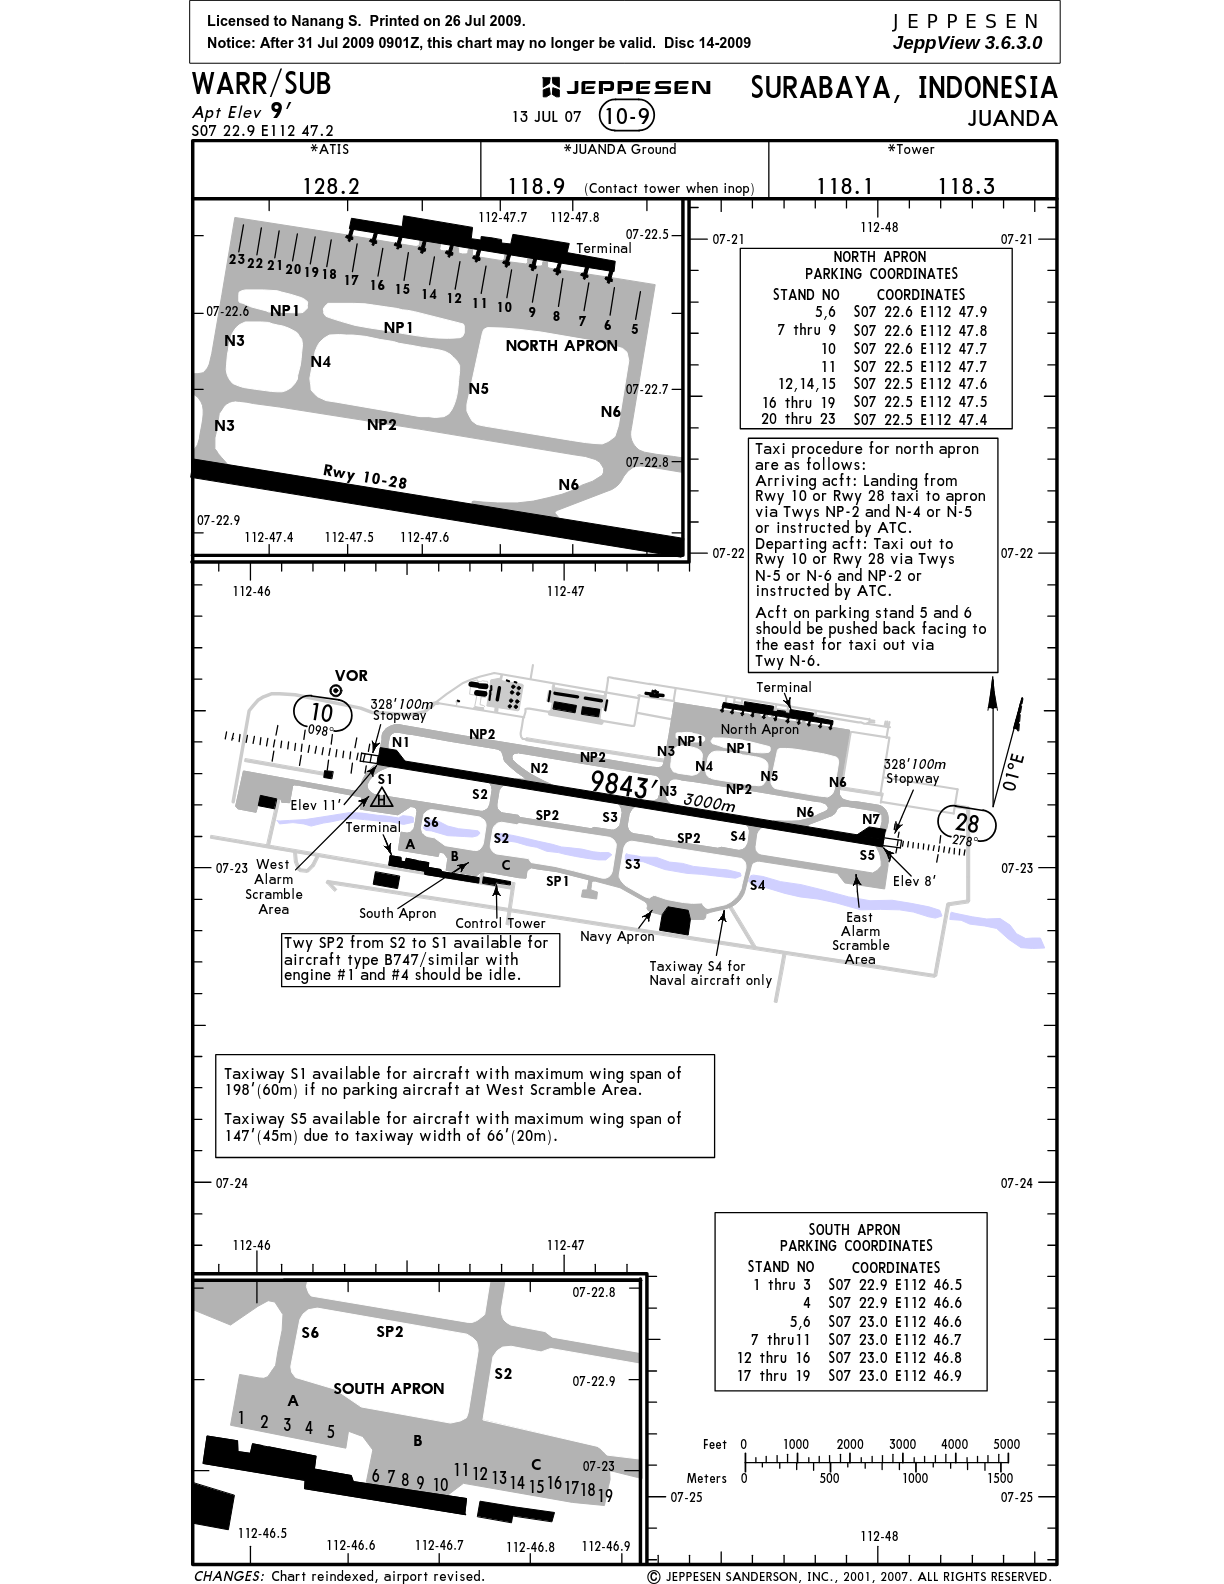 Licensed to Nanang S. Printed on 26 Jul 2009.
Notice: After 31 Jul 2009 0901Z, this chart may no longer be valid. Disc 14-2009
JEPPESEN
JeppView 3.6.3.0
WARR/SUB
Apt Elev 9'
S07 22.9 E112 47.2
JEPPESEN
13 JUL 07 10-9
SURABAYA, INDONESIA
JUANDA
*ATIS
128.2
*JUANDA Ground
118.9 (Contact tower when inop)
*Tower
118.1 118.3
112-47.7 112-47.8
07-22.5
Terminal
23 22 21 20 19 18 17 16 15 14 12 11 10 9 8 7 6 5
07-22.6
NP1
NP1
N3
NORTH APRON
N4
N5
07-22.7
N6
N3
NP2
07-22.8
Rwy 10-28
N6
07-22.9
112-47.4 112-47.5 112-47.6
112-48
07-21 07-21
NORTH APRON
PARKING COORDINATES
STAND NO COORDINATES
5,6 S07 22.6 E112 47.9
7 thru 9 S07 22.6 E112 47.8
10 S07 22.6 E112 47.7
11 S07 22.5 E112 47.7
12,14,15 S07 22.5 E112 47.6
16 thru 19 S07 22.5 E112 47.5
20 thru 23 S07 22.5 E112 47.4
Taxi procedure for north apron
are as follows:
Arriving acft: Landing from
Rwy 10 or Rwy 28 taxi to apron
via Twys NP-2 and N-4 or N-5
or instructed by ATC.
Departing acft: Taxi out to
Rwy 10 or Rwy 28 via Twys
N-5 or N-6 and NP-2 or
instructed by ATC.
Acft on parking stand 5 and 6
should be pushed back facing to
the east for taxi out via
Twy N-6.
07-22 07-22
112-46 112-47
VOR
10
098°
328' 100m
Stopway
Terminal
North Apron
N1
NP2
NP2
N2
N3
NP1
NP1
N4
N5
N6
NP2
N3
9843'
3000m
N6
N7
328' 100m
Stopway
01°E
28
278°
S1
H
Elev 11'
S2
SP2
S3
SP2
S4
S5
Elev 8'
Terminal
S6
S2
A
B
C
SP1
S3
S4
07-23 07-23
West
Alarm
Scramble
Area
South Apron
Control Tower
Navy Apron
East
Alarm
Scramble
Area
Taxiway S4 for
Naval aircraft only
Twy SP2 from S2 to S1 available for
aircraft type B747/similar with
engine #1 and #4 should be idle.
Taxiway S1 available for aircraft with maximum wing span of
198'(60m) if no parking aircraft at West Scramble Area.
Taxiway S5 available for aircraft with maximum wing span of
147'(45m) due to taxiway width of 66'(20m).
07-24 07-24
112-46 112-47
07-22.8
S6
SP2
S2
07-22.9
SOUTH APRON
A
1 2 3 4 5
B
C
07-23
6 7 8 9 10 11 12 13 14 15 16 17 18 19
112-46.5
112-46.6 112-46.7 112-46.8 112-46.9
SOUTH APRON
PARKING COORDINATES
STAND NO COORDINATES
1 thru 3 S07 22.9 E112 46.5
4 S07 22.9 E112 46.6
5,6 S07 23.0 E112 46.6
7 thru11 S07 23.0 E112 46.7
12 thru 16 S07 23.0 E112 46.8
17 thru 19 S07 23.0 E112 46.9
Feet 0 1000 2000 3000 4000 5000
Meters 0 500 1000 1500
07-25 07-25
112-48
CHANGES: Chart reindexed, airport revised.
© JEPPESEN SANDERSON, INC., 2001, 2007. ALL RIGHTS RESERVED.